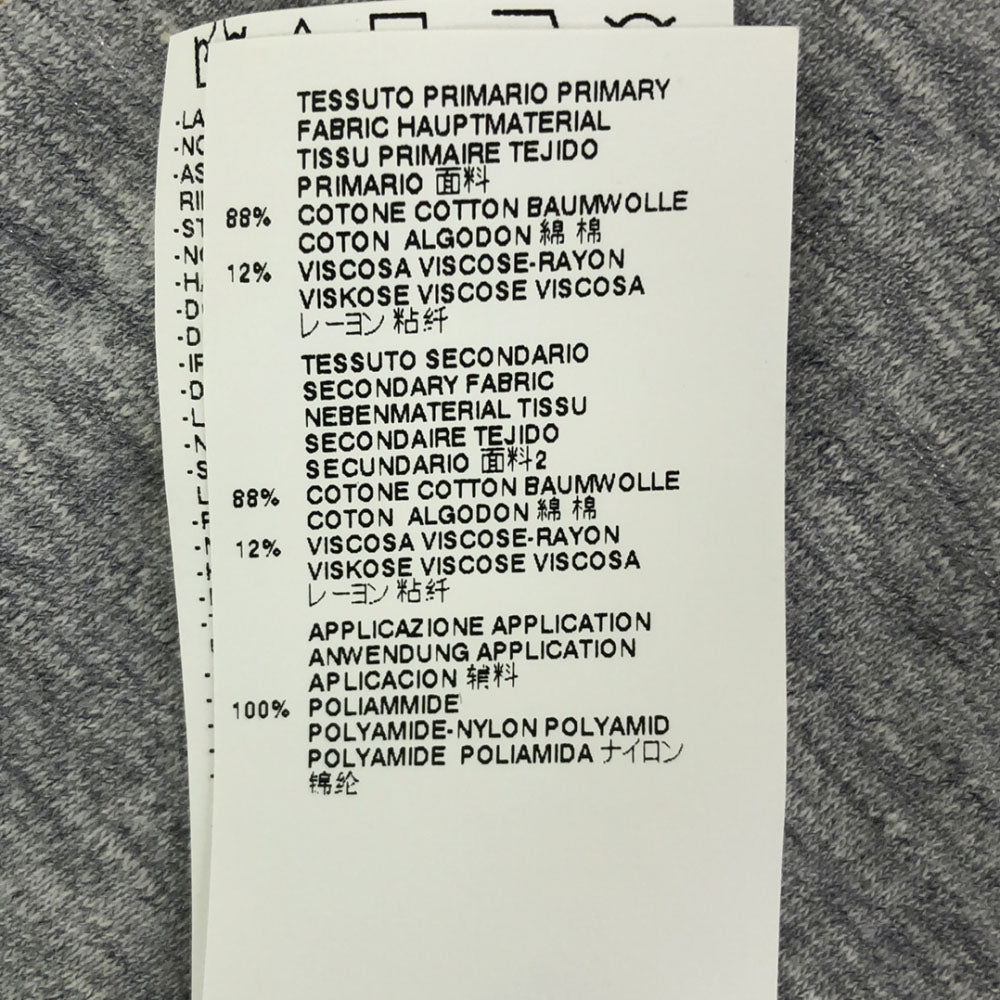 TESSUTO PRIMARIO PRIMARY
FABRIC HAUPTMATERIAL
TISSU PRIMAIRE TEJIDO
PRIMARIO 面料
88% COTONE COTTON BAUMWOLLE
COTON ALGODON 綿 棉
12% VISCOSA VISCOSE-RAYON
VISKOSE VISCOSE VISCOSA
レーヨン 粘纤
TESSUTO SECONDARIO
SECONDARY FABRIC
NEBENMATERIAL TISSU
SECONDAIRE TEJIDO
SECUNDARIO 面料2
88% COTONE COTTON BAUMWOLLE
COTON ALGODON 綿 棉
12% VISCOSA VISCOSE-RAYON
VISKOSE VISCOSE VISCOSA
レーヨン 粘纤
APPLICAZIONE APPLICATION
ANWENDUNG APPLICATION
APLICACION 辅料
100% POLIAMMIDE
POLYAMIDE-NYLON POLYAMID
POLYAMIDE POLIAMIDA ナイロン
锦纶